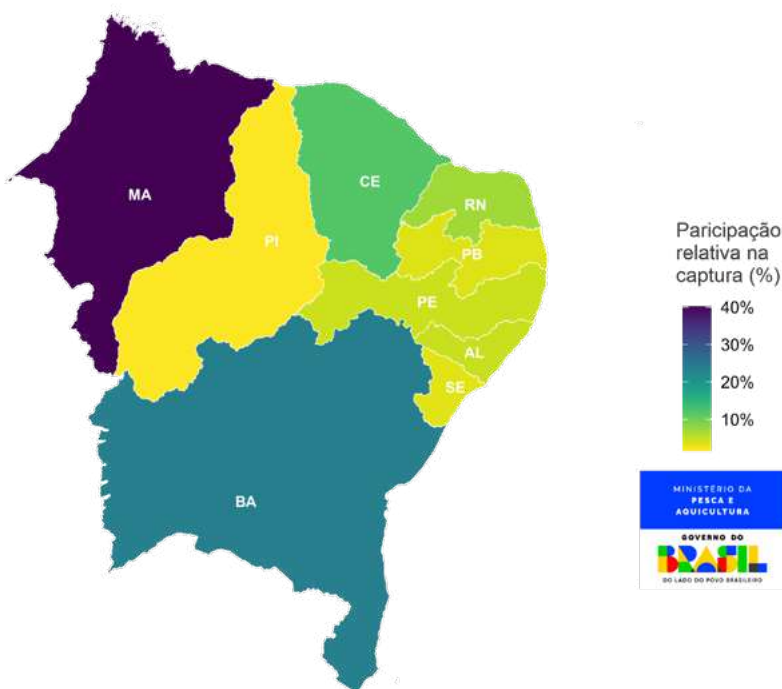 MA
CE
RN
PI
PB
PE
AL
SE
BA
Paricipação
relativa na
captura (%)
40%
30%
20%
10%
MINISTÉRIO DA
PESCA E
AQUICULTURA
GOVERNO DO
BRASIL
DO LADO DO POVO BRASILEIRO